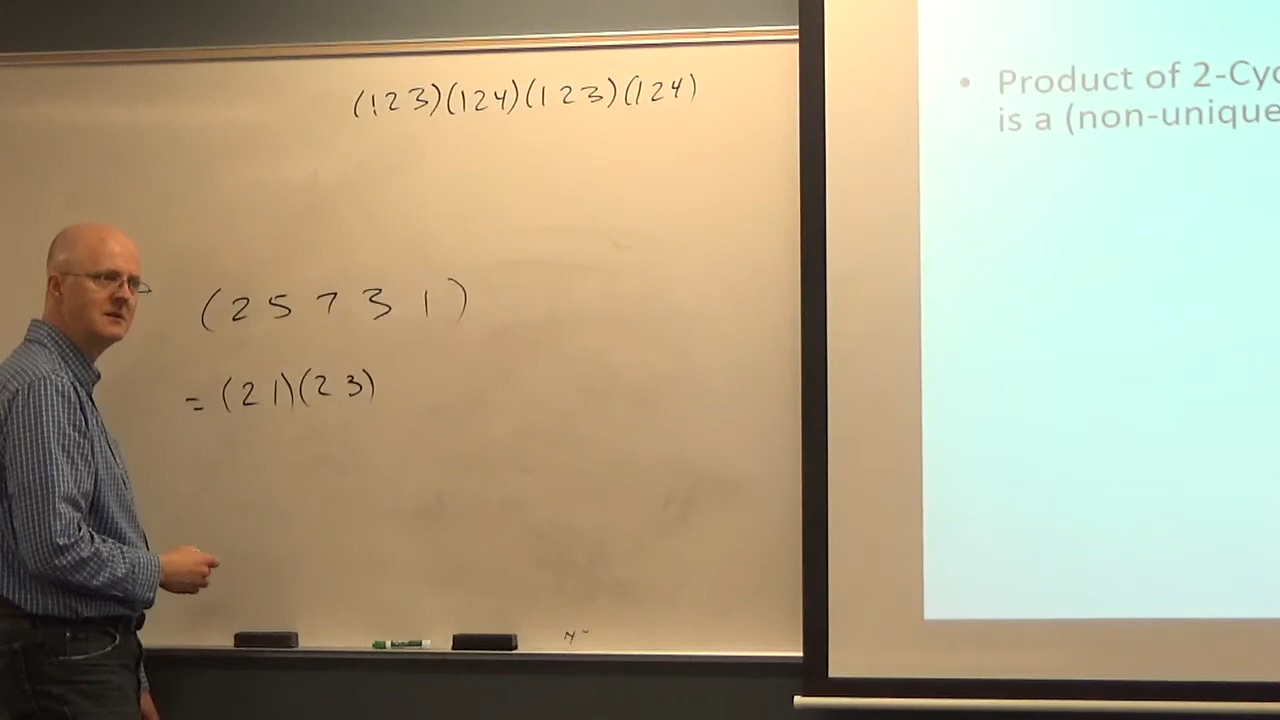 (123)(124)(123)(124)
(2 5 7 3 1)
= (2 1)(2 3)
• Product of 2-Cyc
is a (non-unique